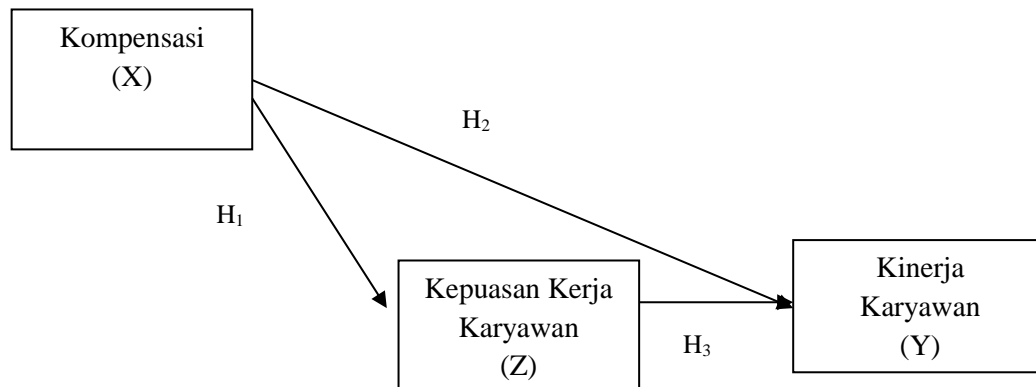 Kompensasi
(X)
H₂
H₁
Kepuasan Kerja
Karyawan
(Z)
H₃
Kinerja
Karyawan
(Y)